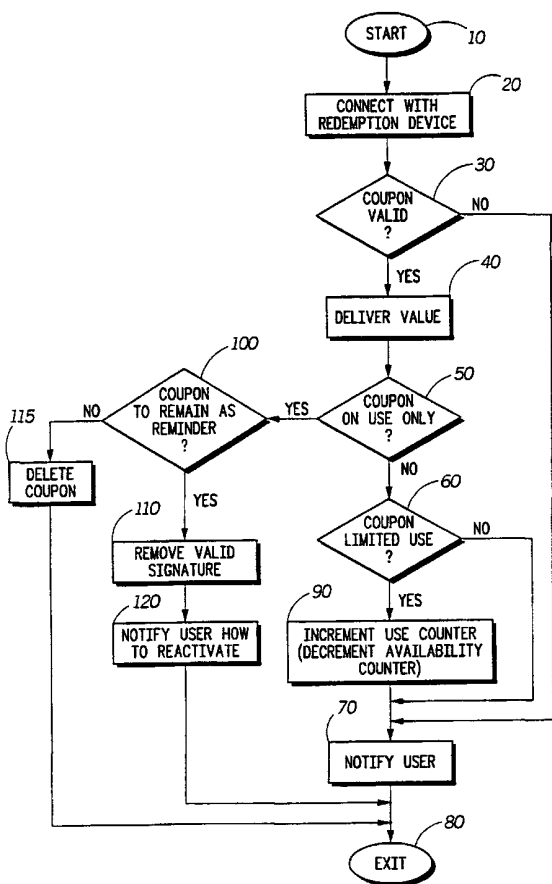 START
10
20
CONNECT WITH
REDEMPTION DEVICE
30
COUPON
VALID
?
NO
YES
40
DELIVER VALUE
100
COUPON
TO REMAIN AS
REMINDER
?
NO
YES
50
COUPON
ON USE ONLY
?
YES
NO
115
DELETE
COUPON
110
REMOVE VALID
SIGNATURE
60
COUPON
LIMITED USE
?
NO
YES
120
NOTIFY USER HOW
TO REACTIVATE
90
INCREMENT USE COUNTER
(DECREMENT AVAILABILITY
COUNTER)
70
NOTIFY USER
80
EXIT